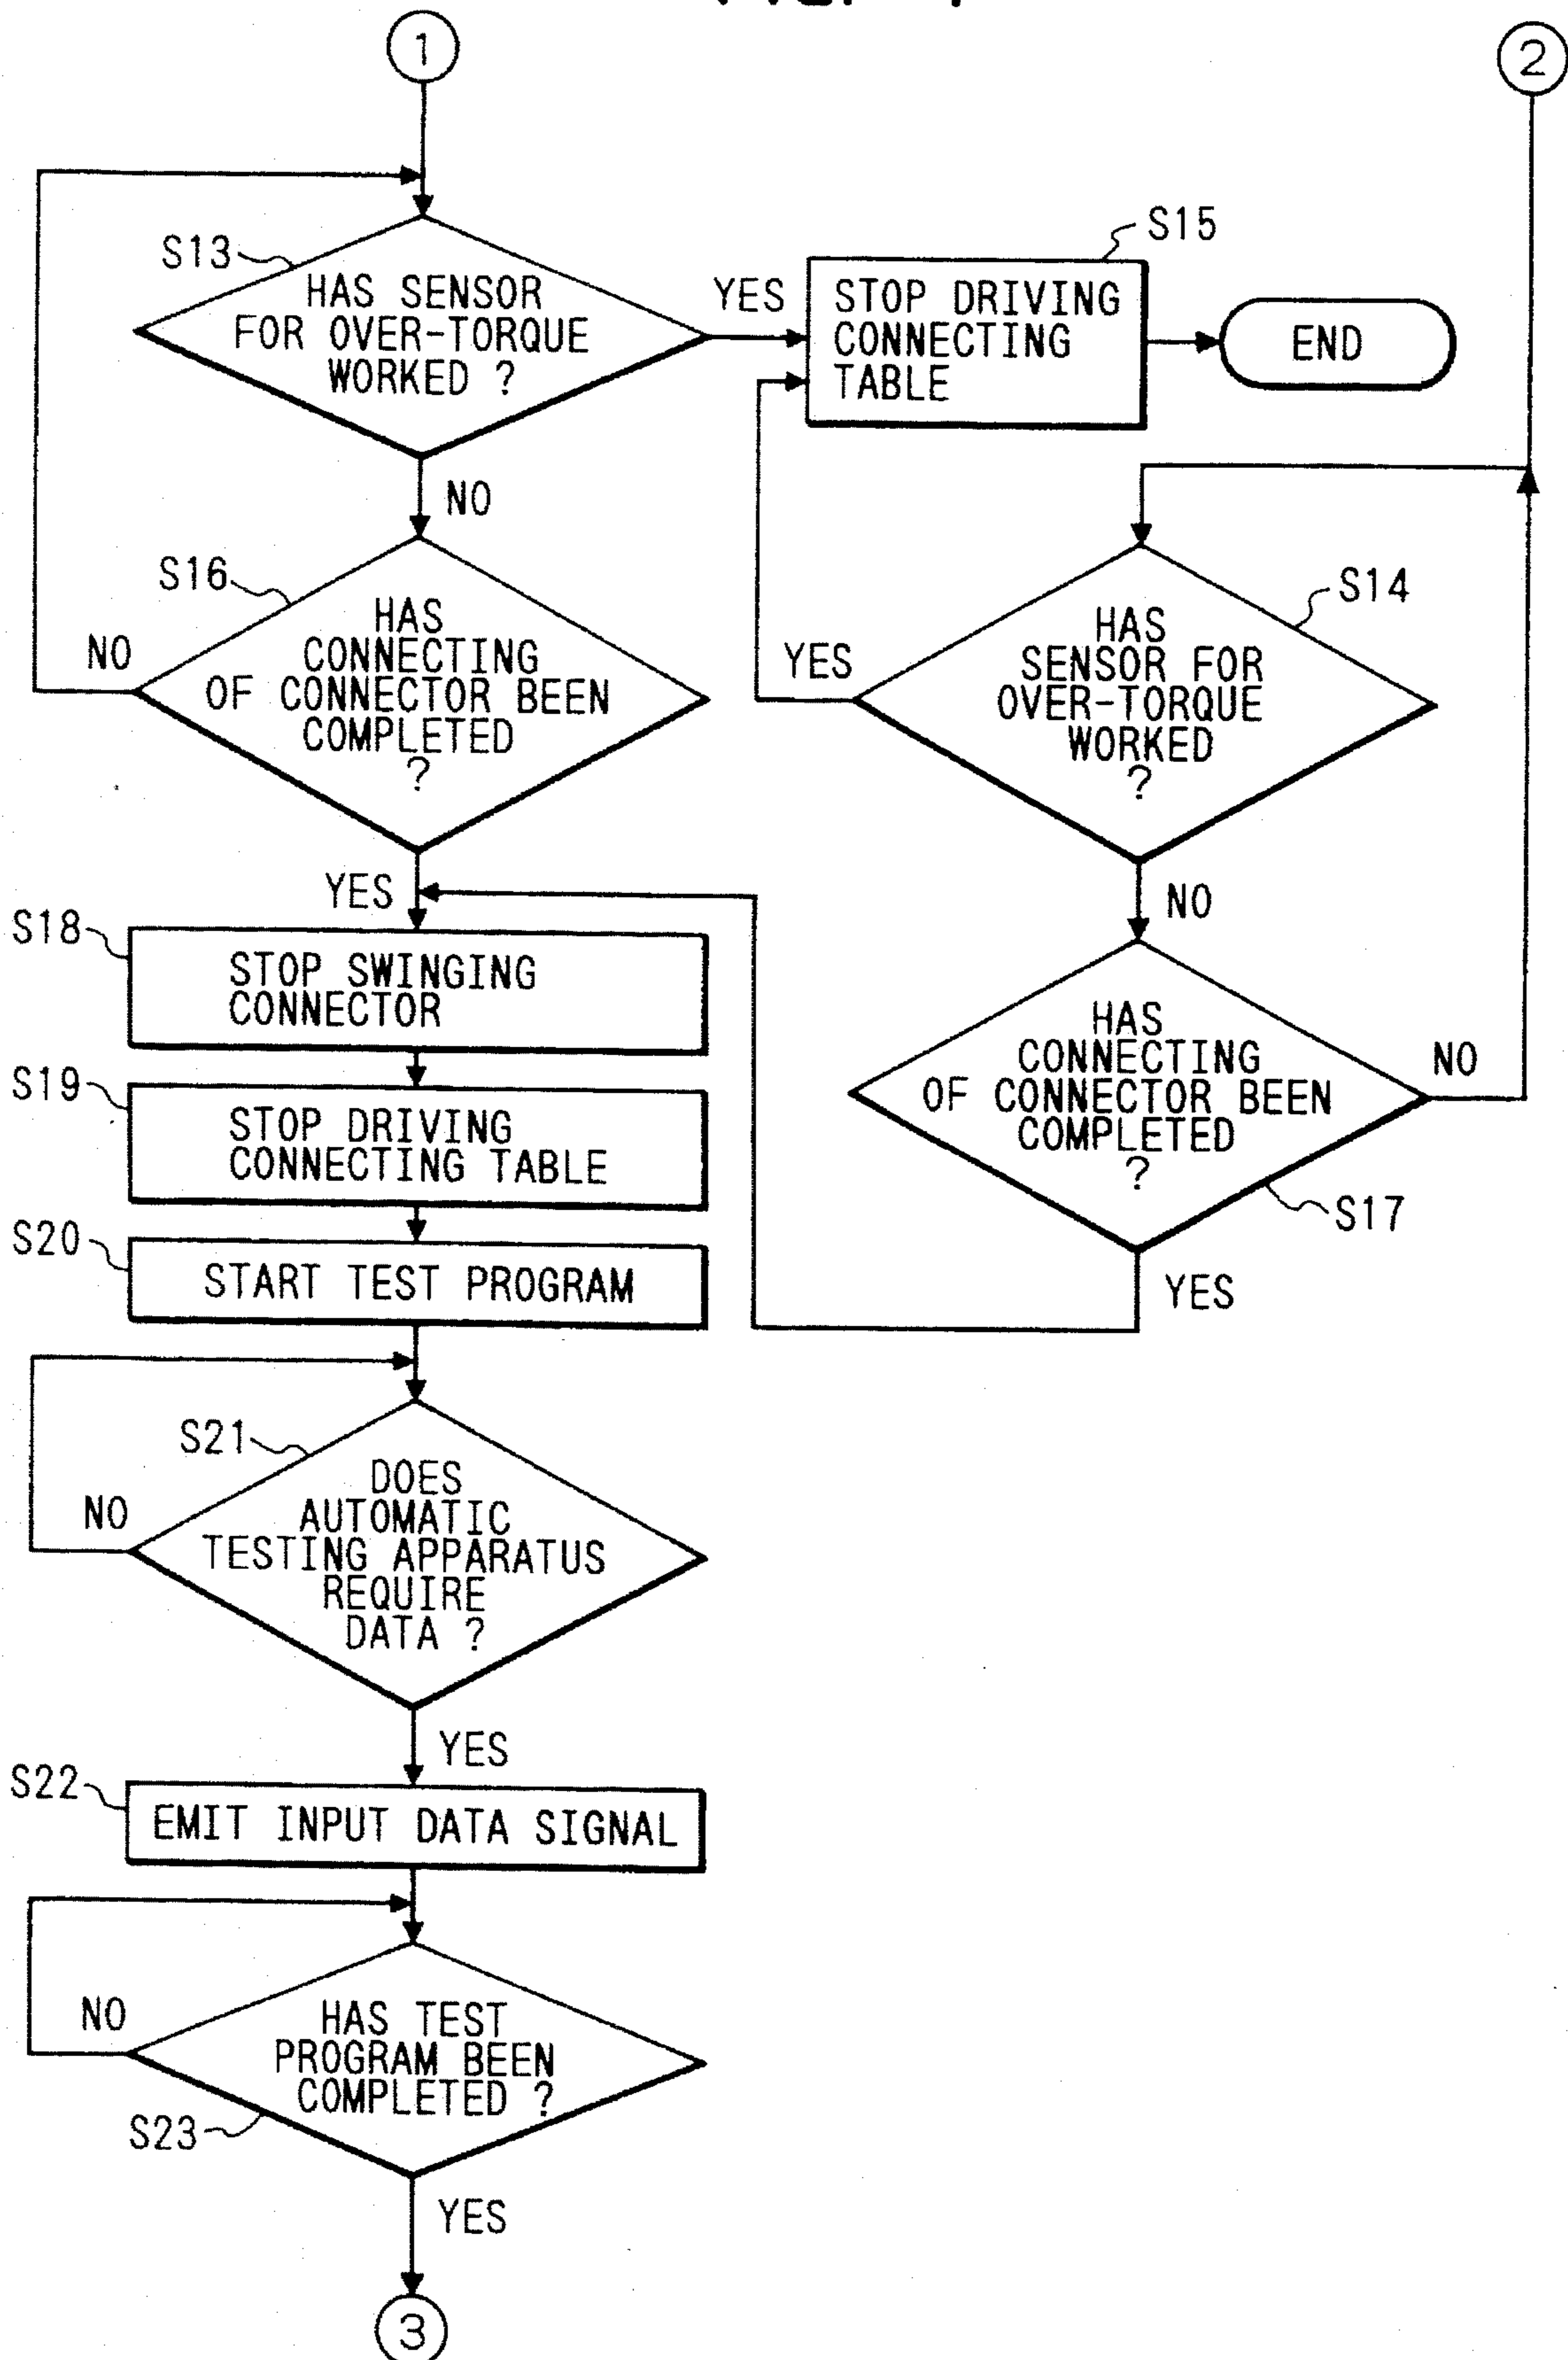 1
2
S13
HAS SENSOR
FOR OVER-TORQUE
WORKED ?
YES
S15
STOP DRIVING
CONNECTING
TABLE
END
NO
S16
HAS
CONNECTING
OF CONNECTOR BEEN
COMPLETED
?
NO
YES
S14
HAS
SENSOR FOR
OVER-TORQUE
WORKED
?
YES
NO
S18
STOP SWINGING
CONNECTOR
HAS
CONNECTING
OF CONNECTOR BEEN
COMPLETED
?
NO
S17
YES
S19
STOP DRIVING
CONNECTING TABLE
S20
START TEST PROGRAM
S21
DOES
AUTOMATIC
TESTING APPARATUS
REQUIRE
DATA ?
NO
YES
S22
EMIT INPUT DATA SIGNAL
NO
HAS TEST
PROGRAM BEEN
COMPLETED ?
S23
YES
3